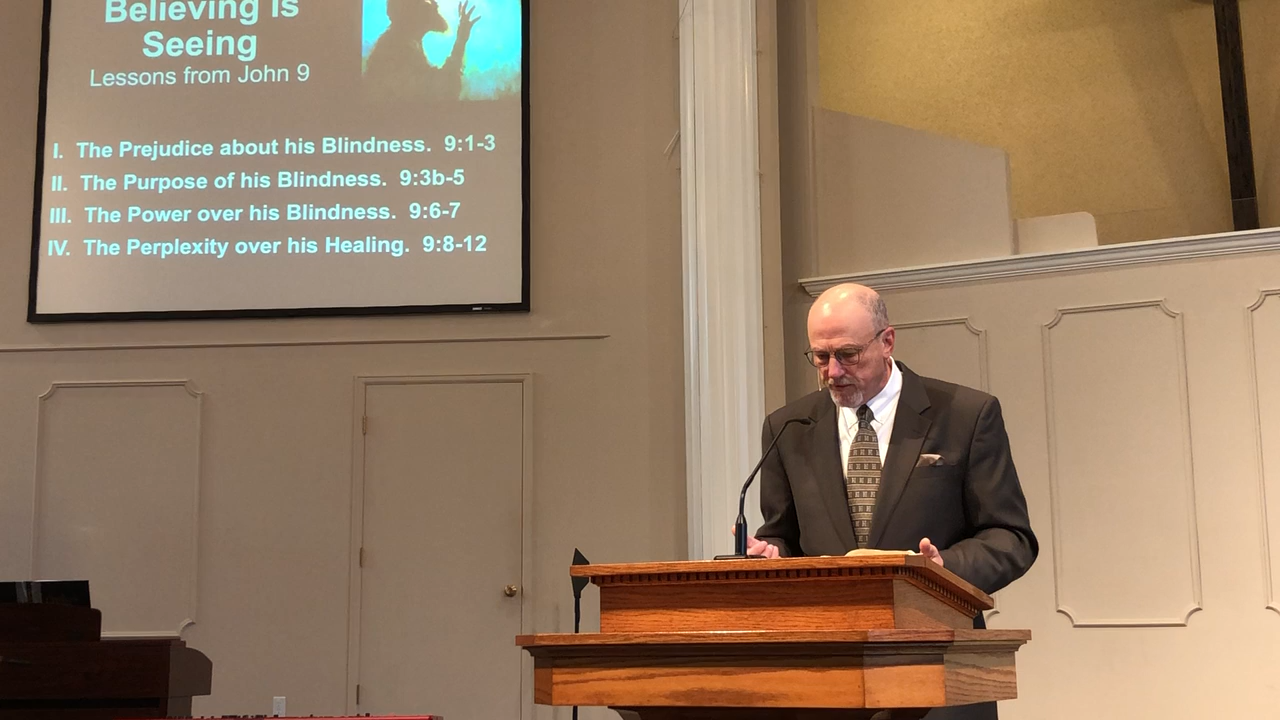 Believing is
Seeing
Lessons from John 9
I. The Prejudice about his Blindness. 9:1-3
II. The Purpose of his Blindness. 9:3b-5
III. The Power over his Blindness. 9:6-7
IV. The Perplexity over his Healing. 9:8-12